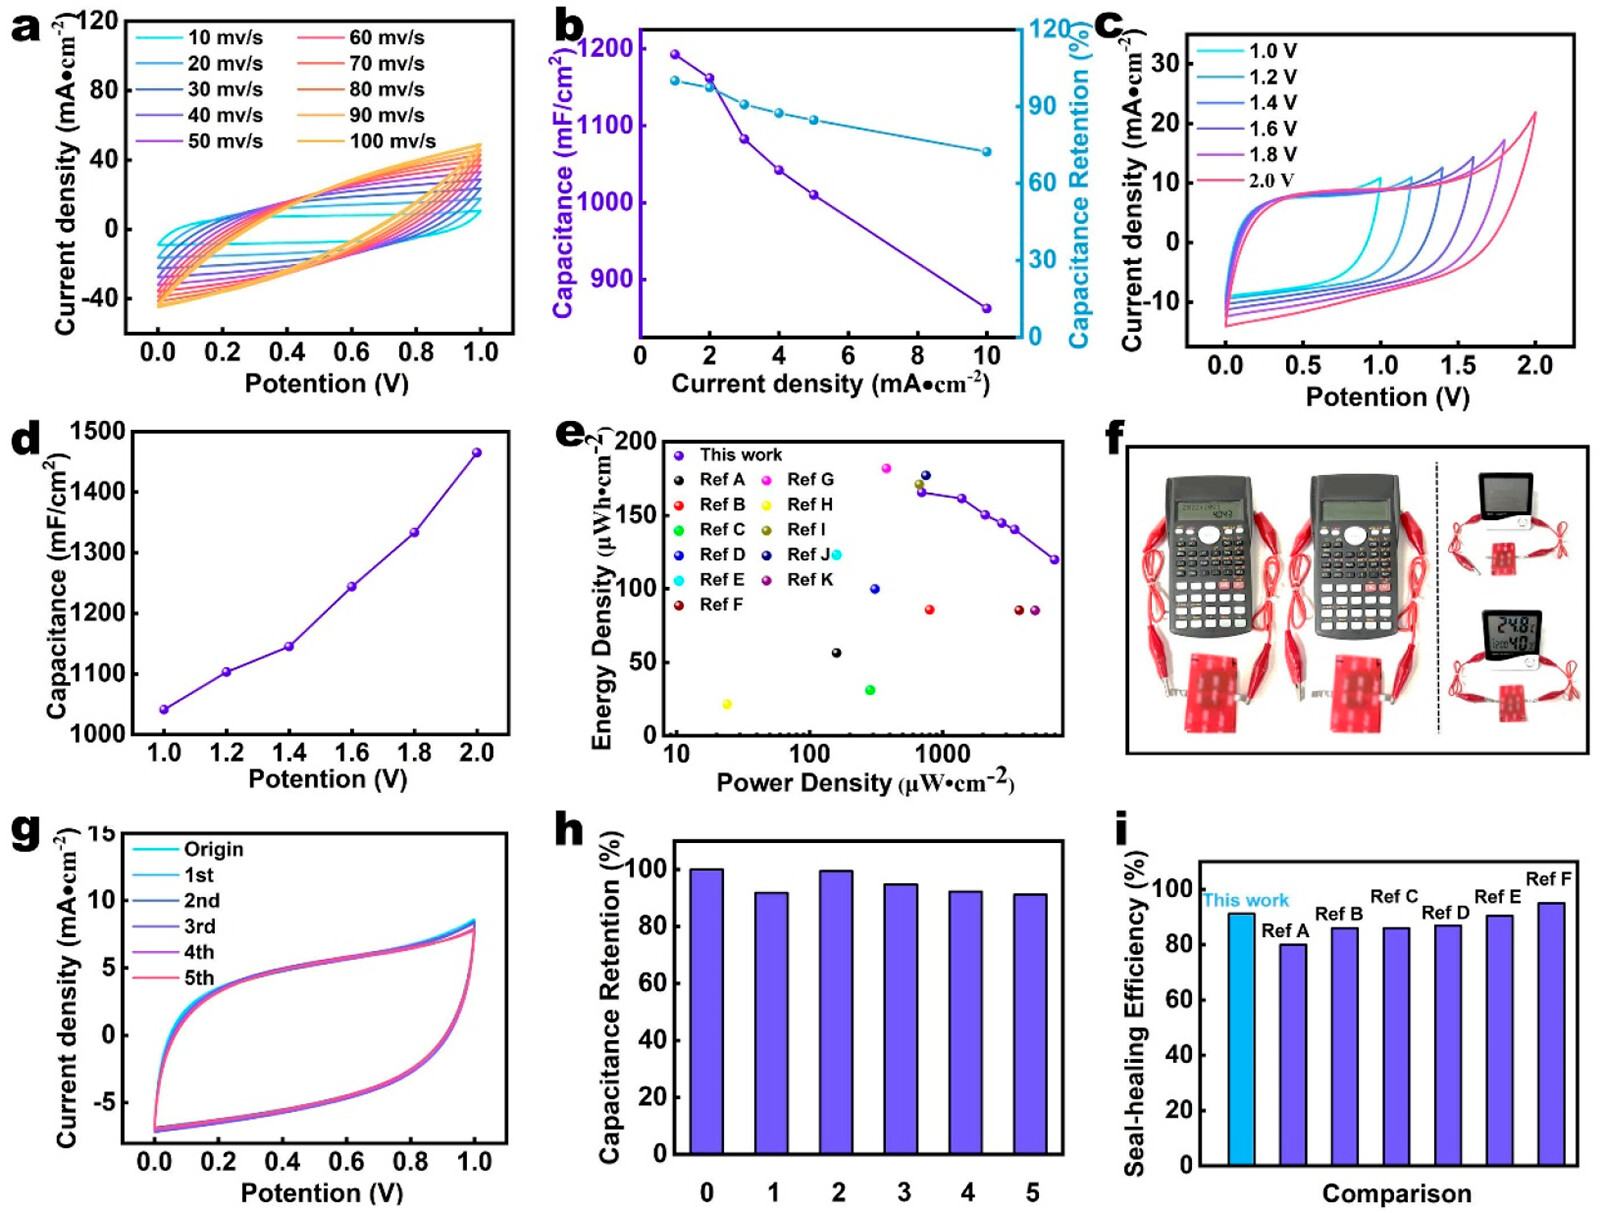 a
120
80
40
0
-40
Current density (mA•cm-2)
10 mv/s
20 mv/s
30 mv/s
40 mv/s
50 mv/s
60 mv/s
70 mv/s
80 mv/s
90 mv/s
100 mv/s
0.0 0.2 0.4 0.6 0.8 1.0
Potention (V)
b
1200
1100
1000
900
Capacitance (mF/cm2)
120
90
60
30
0
Capacitance Retention (%)
0 2 4 6 8 10
Current density (mA•cm-2)
c
30
20
10
0
-10
Current density (mA•cm-2)
1.0 V
1.2 V
1.4 V
1.6 V
1.8 V
2.0 V
0.0 0.5 1.0 1.5 2.0
Potention (V)
d
1500
1400
1300
1200
1100
1000
Capacitance (mF/cm2)
1.0 1.2 1.4 1.6 1.8 2.0
Potention (V)
e
200
150
100
50
0
Energy Density (μWh•cm-2)
This work
Ref A
Ref B
Ref C
Ref D
Ref E
Ref F
Ref G
Ref H
Ref I
Ref J
Ref K
10 100 1000
Power Density (μW•cm-2)
f
4043
24.8
40
g
15
10
5
0
-5
Current density (mA•cm-2)
Origin
1st
2nd
3rd
4th
5th
0.0 0.2 0.4 0.6 0.8 1.0
Potention (V)
h
100
80
60
40
20
0
Capacitance Retention (%)
0 1 2 3 4 5
i
100
80
60
40
20
0
Seal-healing Efficiency (%)
This work
Ref A
Ref B
Ref C
Ref D
Ref E
Ref F
Comparison